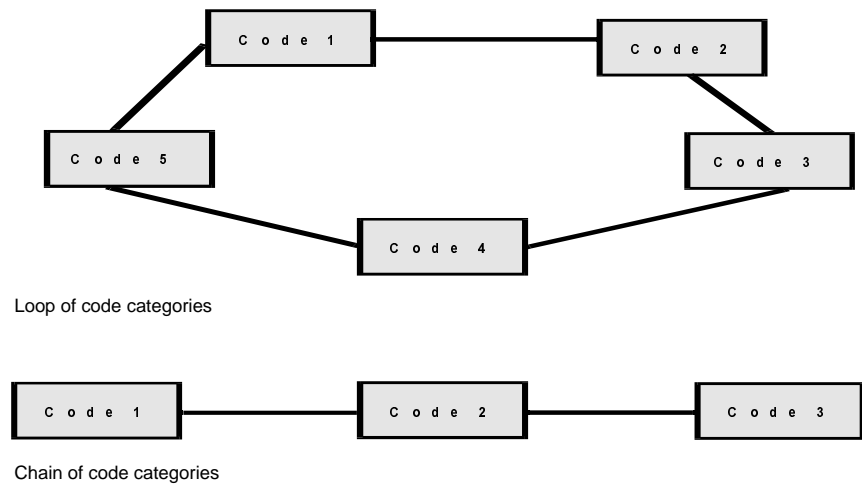 Code 1
Code 2
Code 5
Code 3
Code 4
Loop of code categories
Code 1
Code 2
Code 3
Chain of code categories